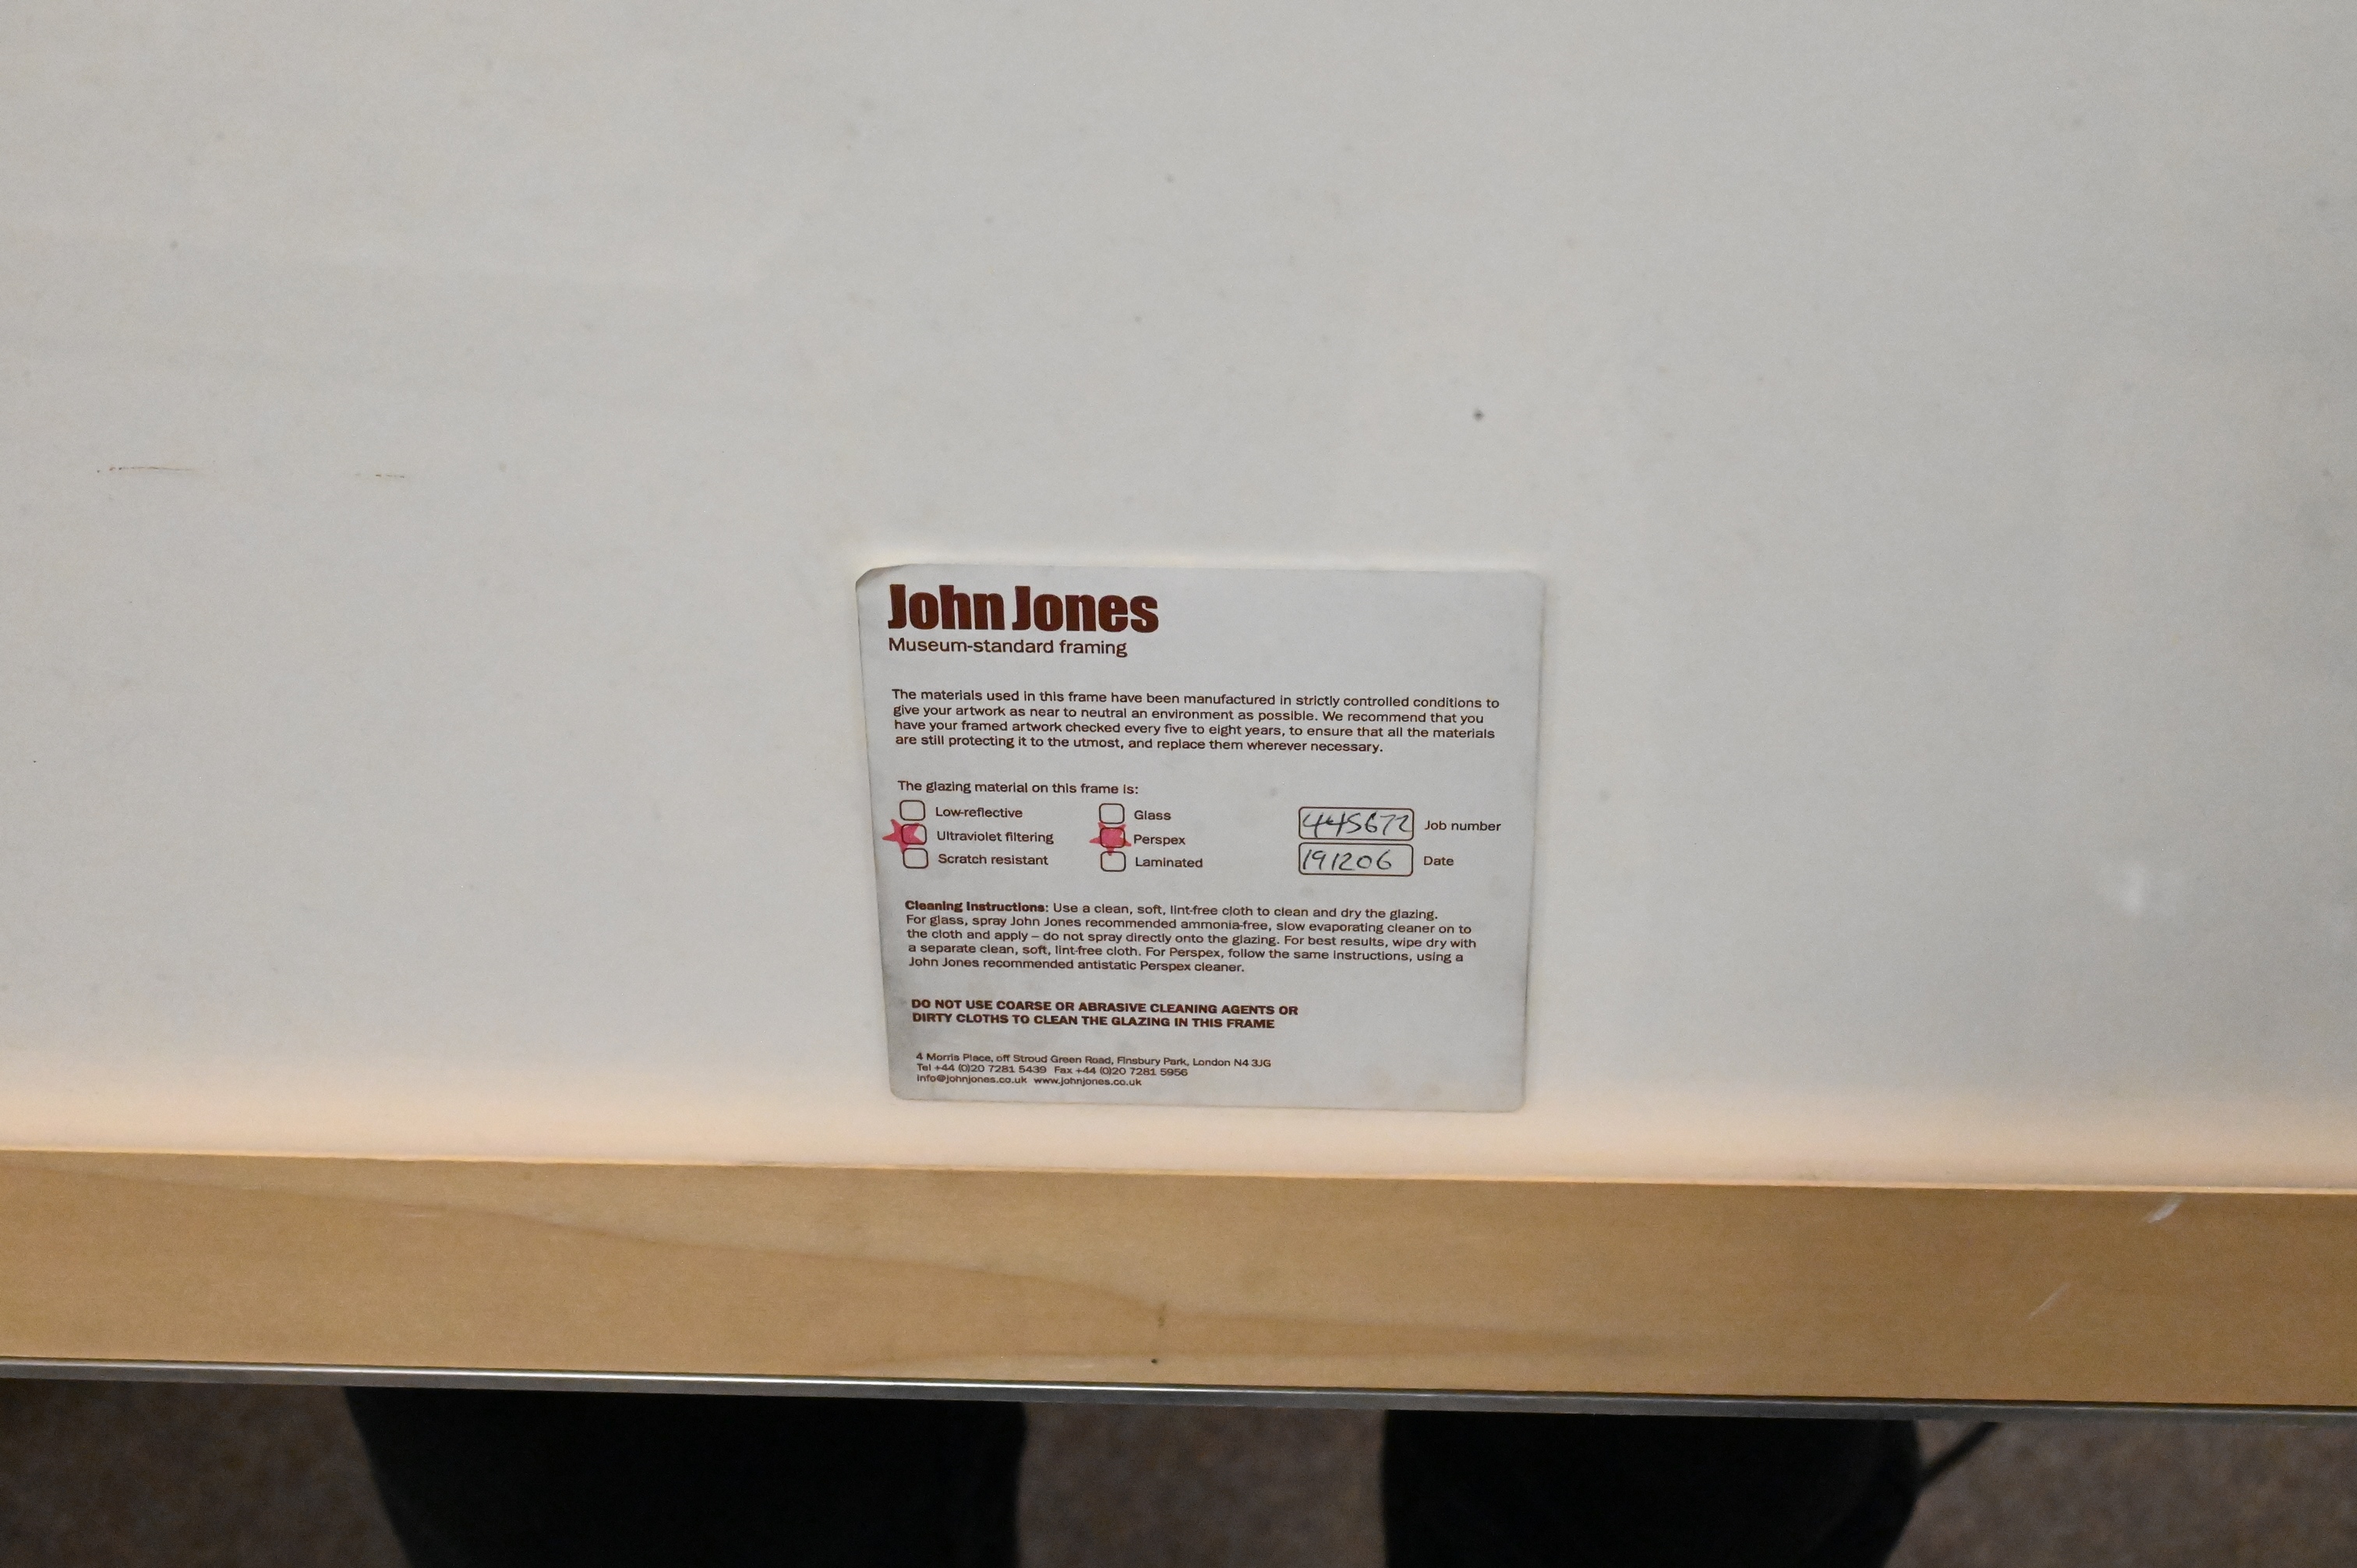 John Jones
Museum-standard framing
The materials used in this frame have been manufactured in strictly controlled conditions to
give your artwork as near to neutral an environment as possible. We recommend that you
have your framed artwork checked every five to eight years, to ensure that all the materials
are still protecting it to the utmost, and replace them wherever necessary.
The glazing material on this frame is:
Low-reflective Glass 445672 Job number
Ultraviolet filtering Perspex
Scratch resistant Laminated 191206 Date
Cleaning Instructions: Use a clean, soft, lint-free cloth to clean and dry the glazing.
For glass, spray John Jones recommended ammonia-free, slow evaporating cleaner on to
the cloth and apply – do not spray directly onto the glazing. For best results, wipe dry with
a separate clean, soft, lint-free cloth. For Perspex, follow the same instructions, using a
John Jones recommended antistatic Perspex cleaner.
DO NOT USE COARSE OR ABRASIVE CLEANING AGENTS OR
DIRTY CLOTHS TO CLEAN THE GLAZING IN THIS FRAME
4 Morris Place, off Stroud Green Road, Finsbury Park, London N4 3JG
Tel +44 (0)20 7281 5439 Fax +44 (0)20 7281 5956
info@johnjones.co.uk www.johnjones.co.uk